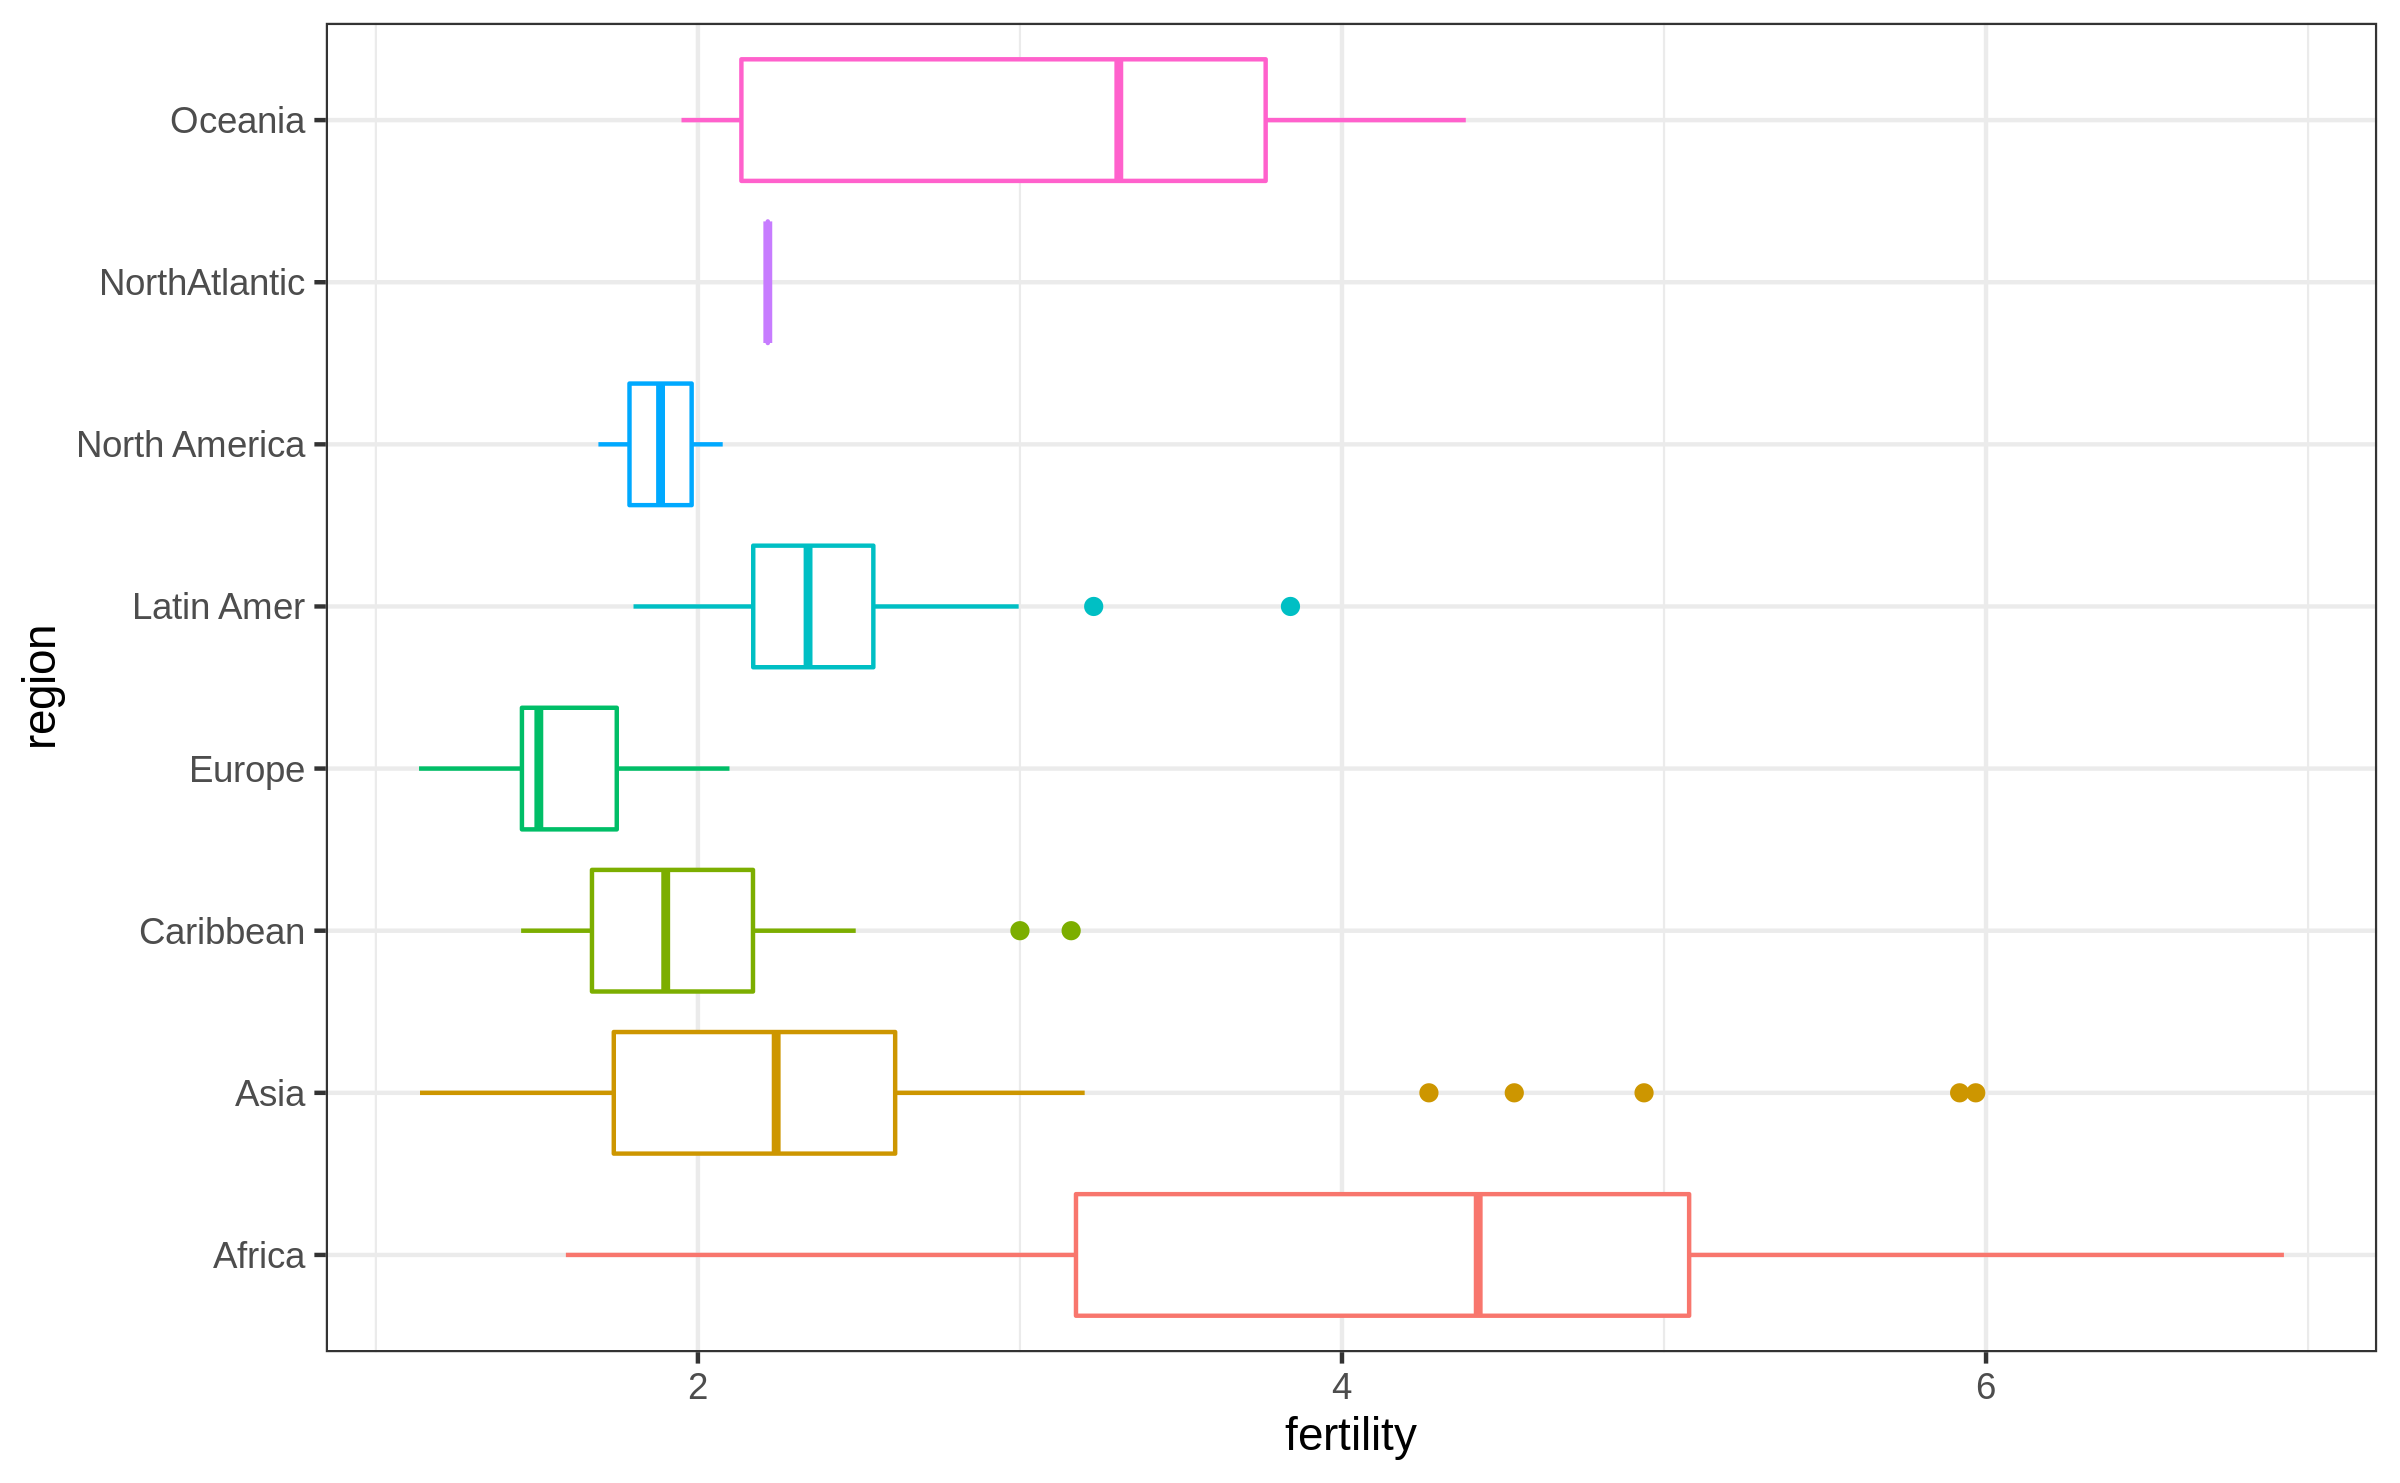 region
Oceania
NorthAtlantic
North America
Latin Amer
Europe
Caribbean
Asia
Africa
2 4 6
fertility